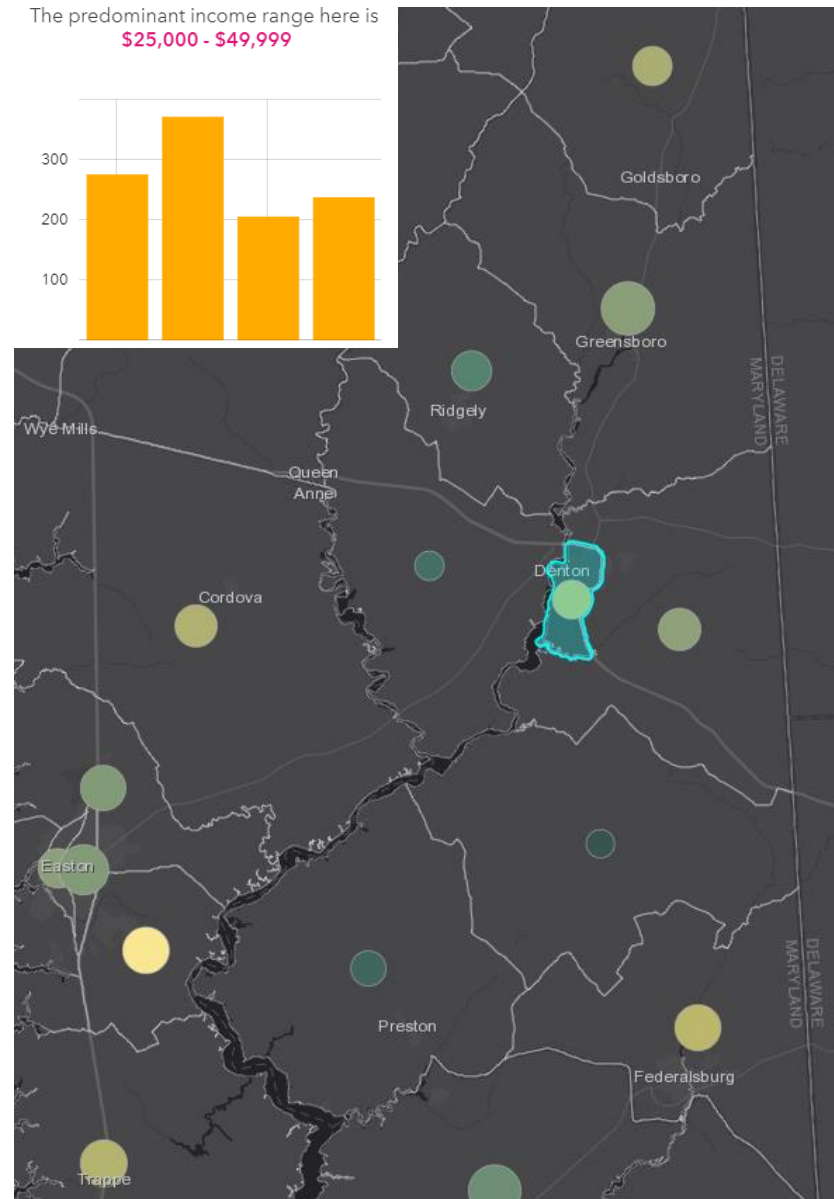 The predominant income range here is
$25,000 - $49,999
300
200
100
Goldsboro
Greensboro
DELAWARE
MARYLAND
Ridgely
Wye Mills
Queen
Anne
Denton
Cordova
Easton
DELAWARE
MARYLAND
Preston
Federalsburg
Trappe